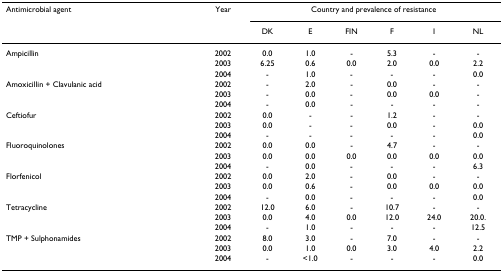 Antimicrobial agent Year Country and prevalence of resistance
DK E FIN F I NL
Ampicillin 2002 0.0 1.0 - 5.3 - -
2003 6.25 0.6 0.0 2.0 0.0 2.2
2004 - 1.0 - - - 0.0
Amoxicillin + Clavulanic acid 2002 - 2.0 - 0.0 - -
2003 - 0.0 - 0.0 0.0 -
2004 - 0.0 - - - -
Ceftiofur 2002 0.0 - - 1.2 - -
2003 0.0 - - 0.0 - 0.0
2004 - - - - - 0.0
Fluoroquinolones 2002 0.0 0.0 - 4.7 - -
2003 0.0 0.0 0.0 0.0 0.0 0.0
2004 - 0.0 - - - 6.3
Florfenicol 2002 0.0 2.0 - 0.0 - -
2003 0.0 0.6 - 0.0 0.0 0.0
2004 - 0.0 - - - 0.0
Tetracycline 2002 12.0 6.0 - 10.7 - -
2003 0.0 4.0 0.0 12.0 24.0 20.0.
2004 - 1.0 - - - 12.5
TMP + Sulphonamides 2002 8.0 3.0 - 7.0 - -
2003 0.0 1.0 0.0 3.0 4.0 2.2
2004 - <1.0 - - - 0.0